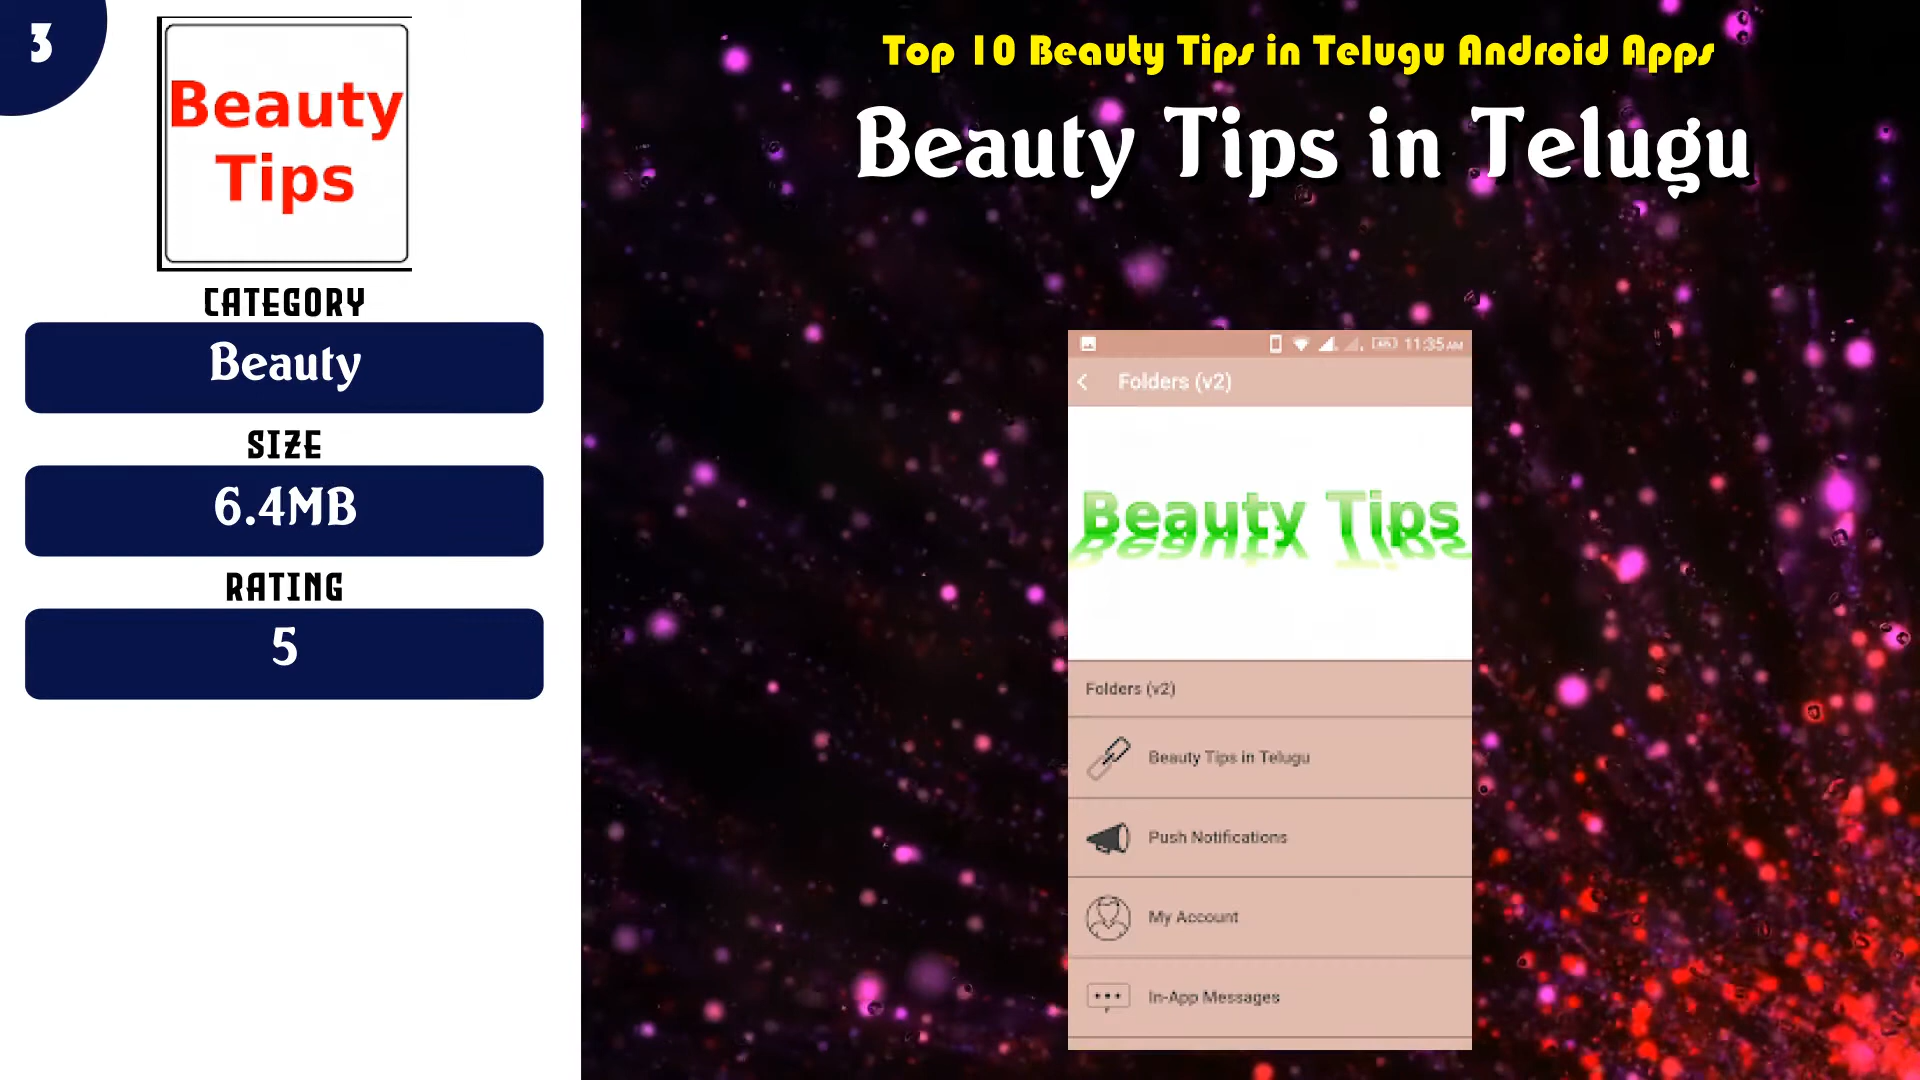 3
Beauty
Tips
CATEGORY
Beauty
SIZE
6.4MB
RATING
5
Top 10 Beauty Tips in Telugu Android Apps
Beauty Tips in Telugu
11:35 AM
Folders (v2)
Beauty Tips
Folders (v2)
Beauty Tips in Telugu
Push Notifications
My Account
In-App Messages